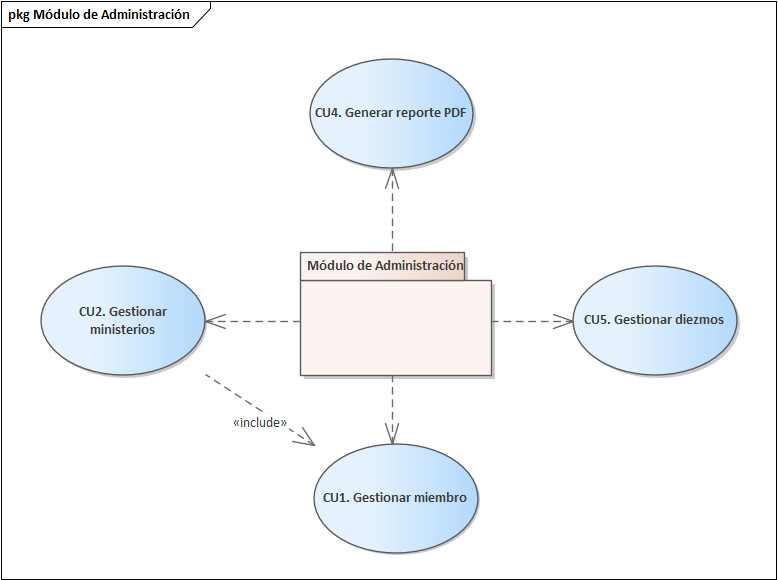 pkg Módulo de Administración
CU4. Generar reporte PDF
Módulo de Administración
CU2. Gestionar
ministerios
CU5. Gestionar diezmos
«include»
CU1. Gestionar miembro